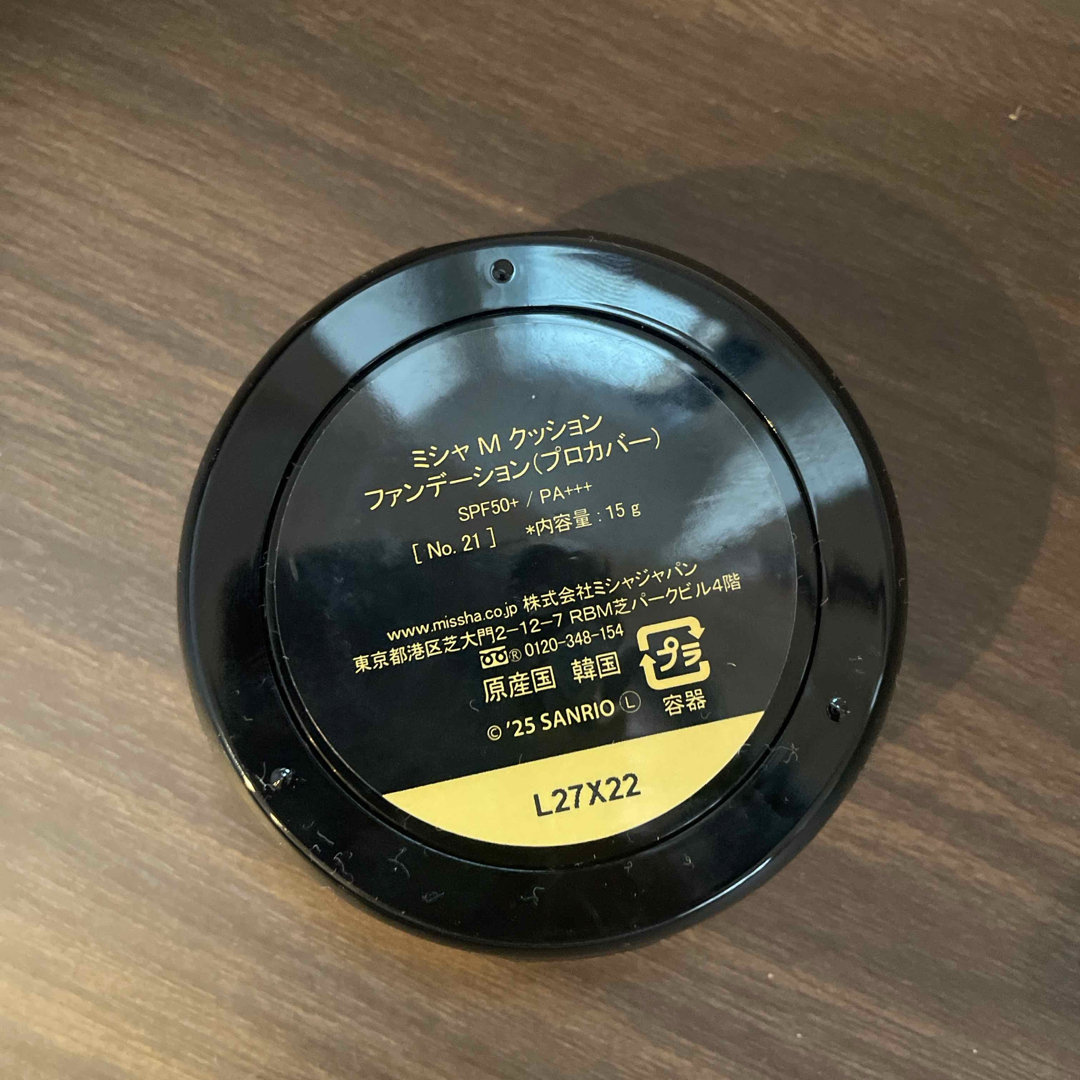 ミシャ M クッション
ファンデーション(プロカバー)
SPF50+ / PA+++
[ No. 21 ] *内容量 : 15 g
www.missha.co.jp 株式会社ミシャジャパン
東京都港区芝大門2-12-7 RBM芝パークビル4階
® 0120-348-154
原産国 韓国
プラ
容器
© '25 SANRIO Ⓛ
L27X22